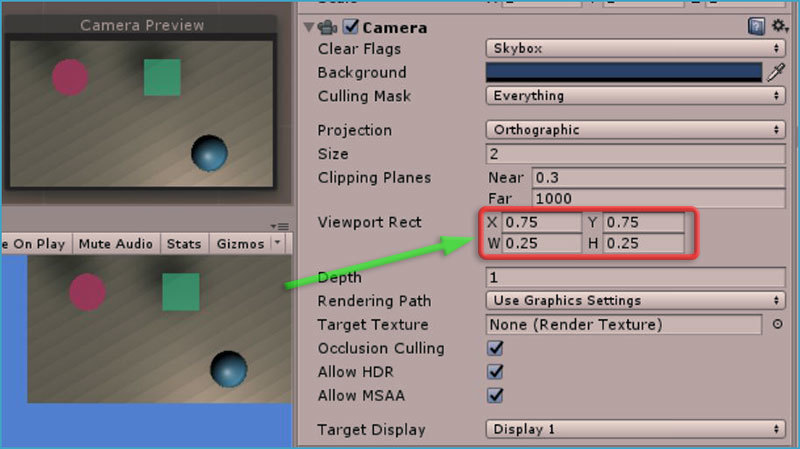 Camera Preview
Camera
Clear Flags Skybox
Background
Culling Mask Everything
Projection Orthographic
Size 2
Clipping Planes Near 0.3
Far 1000
Viewport Rect X 0.75 Y 0.75
W 0.25 H 0.25
Depth 1
Rendering Path Use Graphics Settings
Target Texture None (Render Texture)
Occlusion Culling
Allow HDR
Allow MSAA
Target Display Display 1
e On Play Mute Audio Stats Gizmos